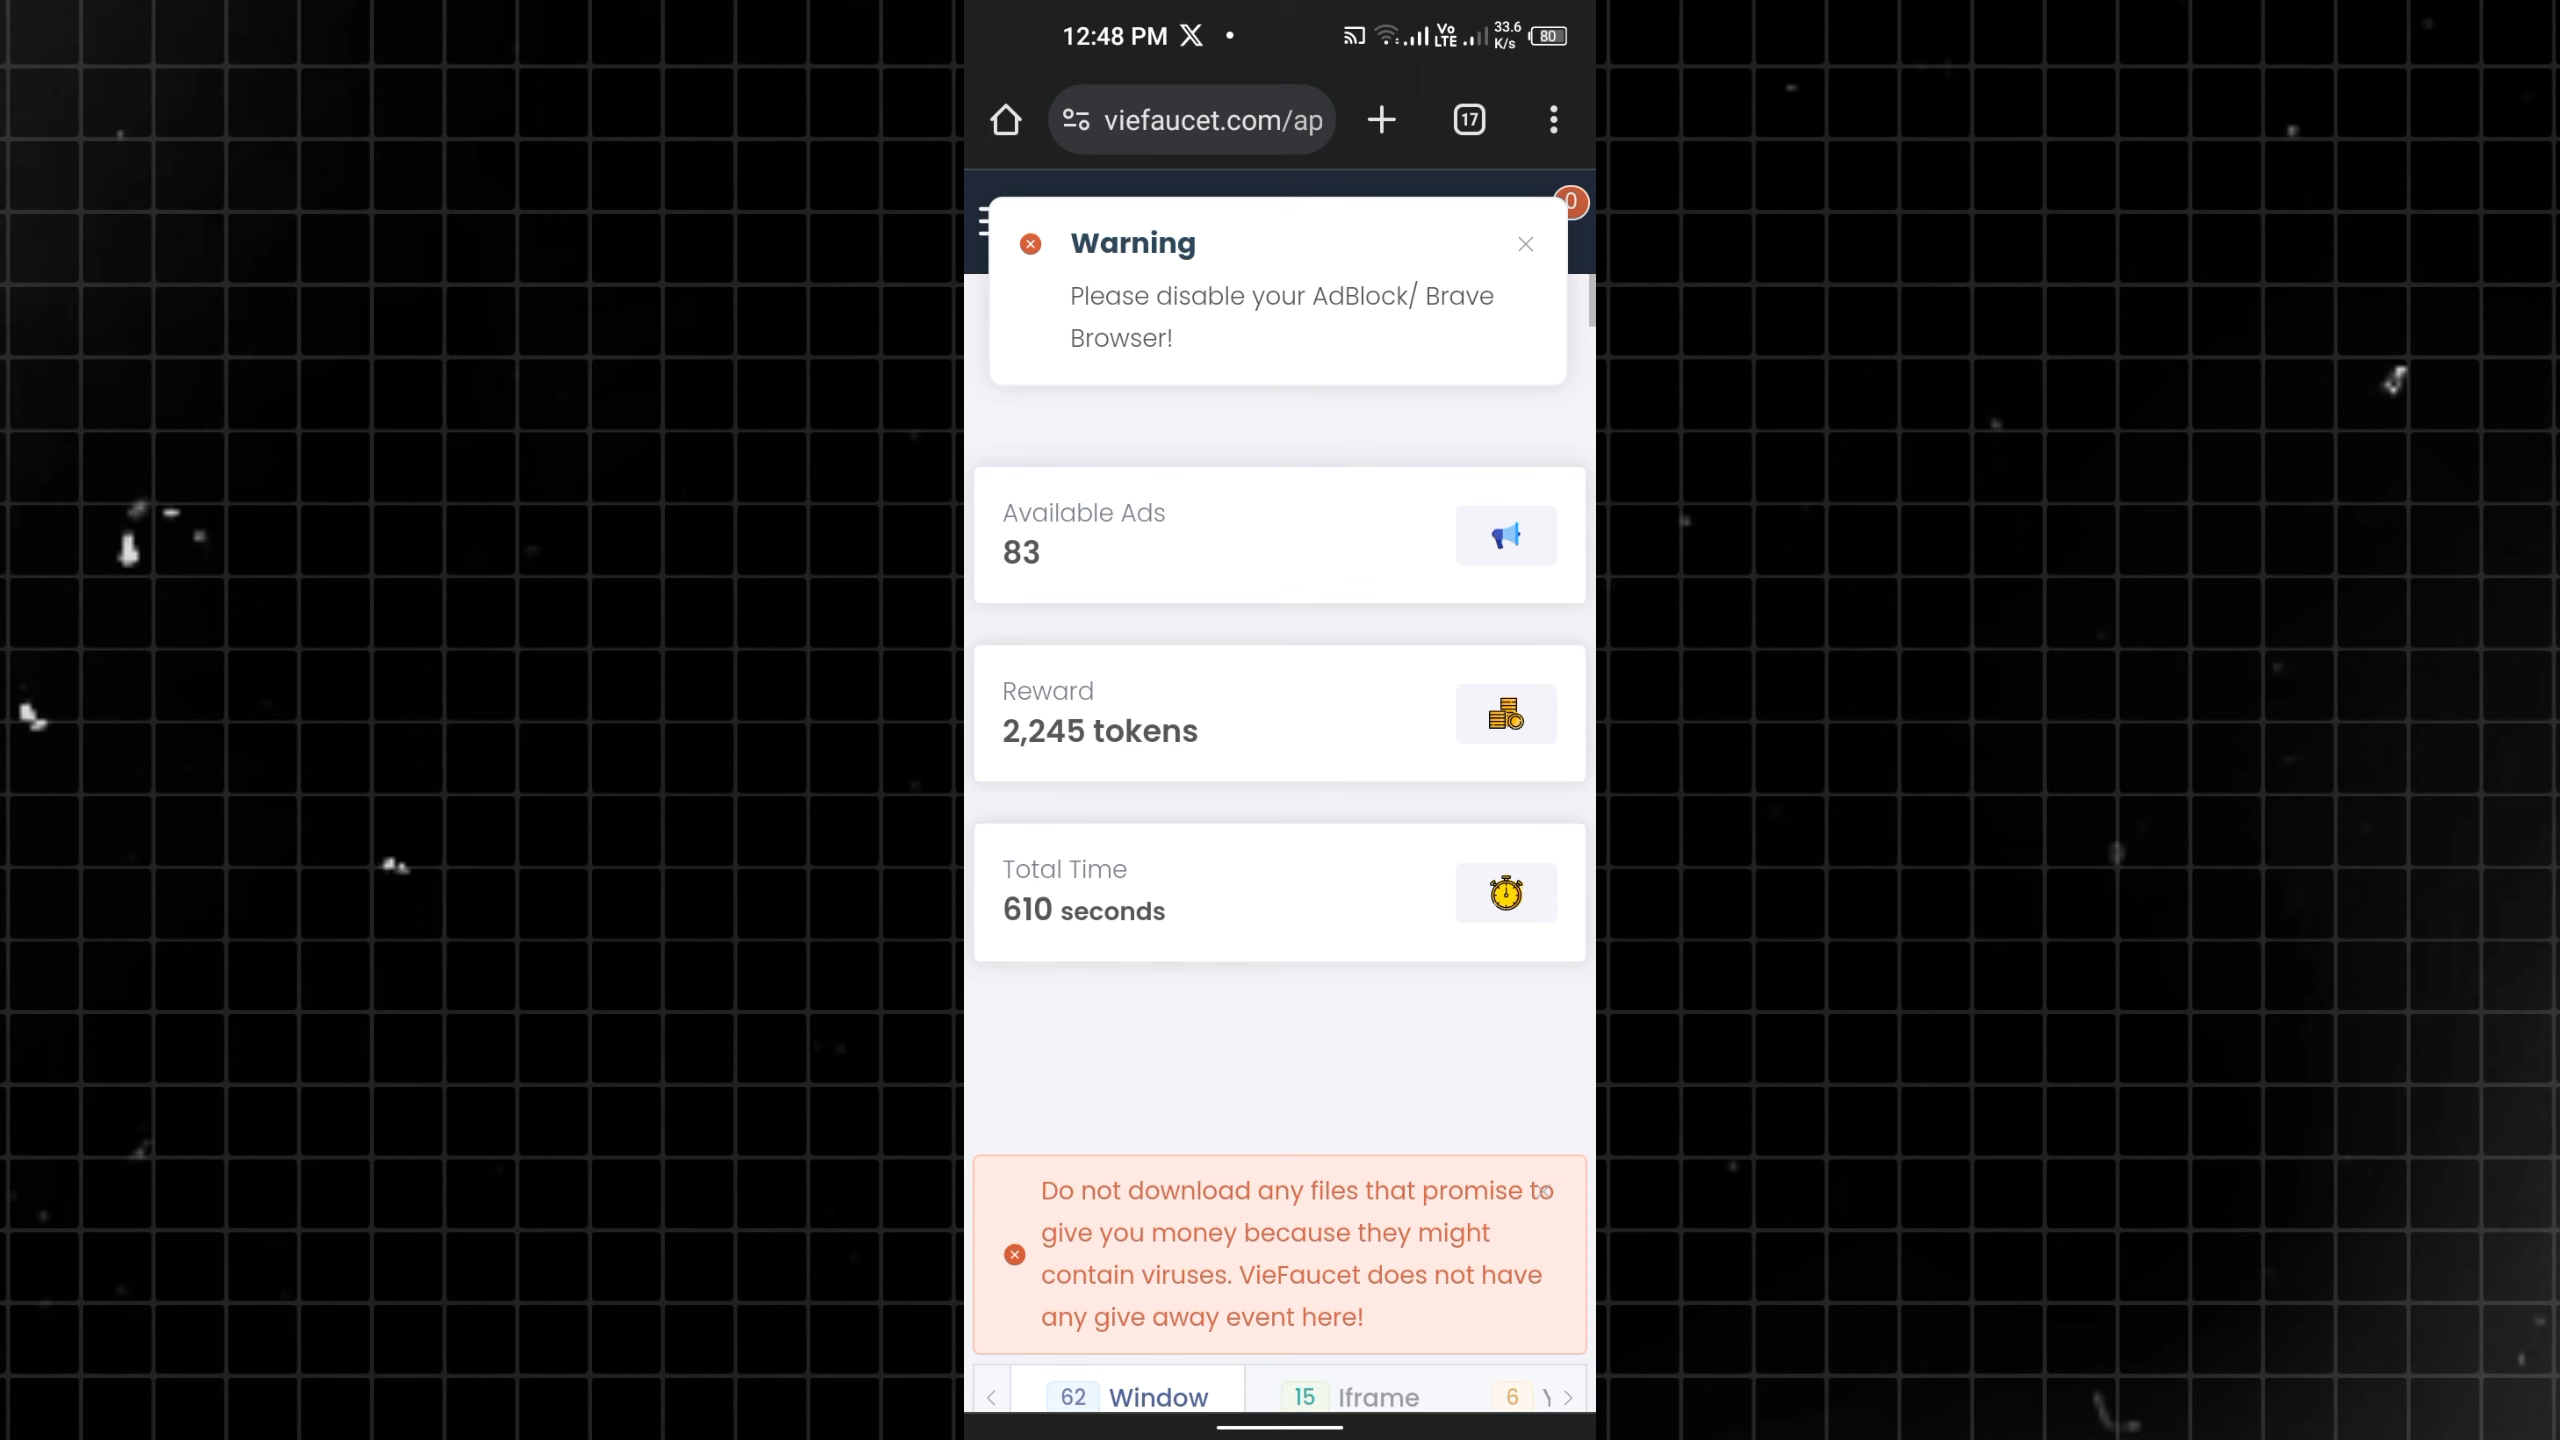 12:48 PM X • Vo LTE 33.6 K/s 80
viefaucet.com/ap 17
0
Warning
Please disable your AdBlock/ Brave
Browser!
Available Ads
83
Reward
2,245 tokens
Total Time
610 seconds
Do not download any files that promise to
give you money because they might
contain viruses. VieFaucet does not have
any give away event here!
62 Window 15 Iframe 6 Y